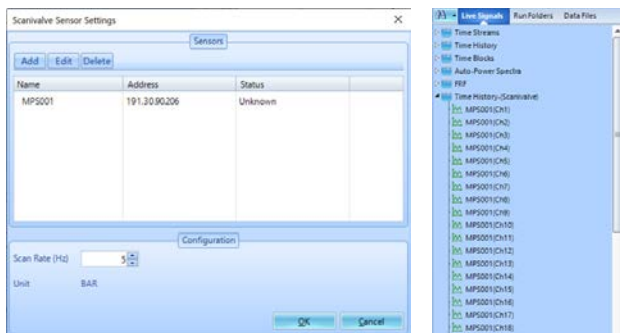 Scanivalve Sensor Settings
Sensors
Add Edit Delete
Name Address Status
MPS001 191.30.90.206 Unknown
Configuration
Scan Rate (Hz) 5
Unit BAR
OK Cancel
Live Signals Run Folders Data Files
Time Streams
Time History
Time Blocks
Auto-Power Spectra
FRF
Time History-(Scanivalve)
MPS001(Ch1)
MPS001(Ch2)
MPS001(Ch3)
MPS001(Ch4)
MPS001(Ch5)
MPS001(Ch6)
MPS001(Ch7)
MPS001(Ch8)
MPS001(Ch9)
MPS001(Ch10)
MPS001(Ch11)
MPS001(Ch12)
MPS001(Ch13)
MPS001(Ch14)
MPS001(Ch15)
MPS001(Ch16)
MPS001(Ch17)
MPS001(Ch18)